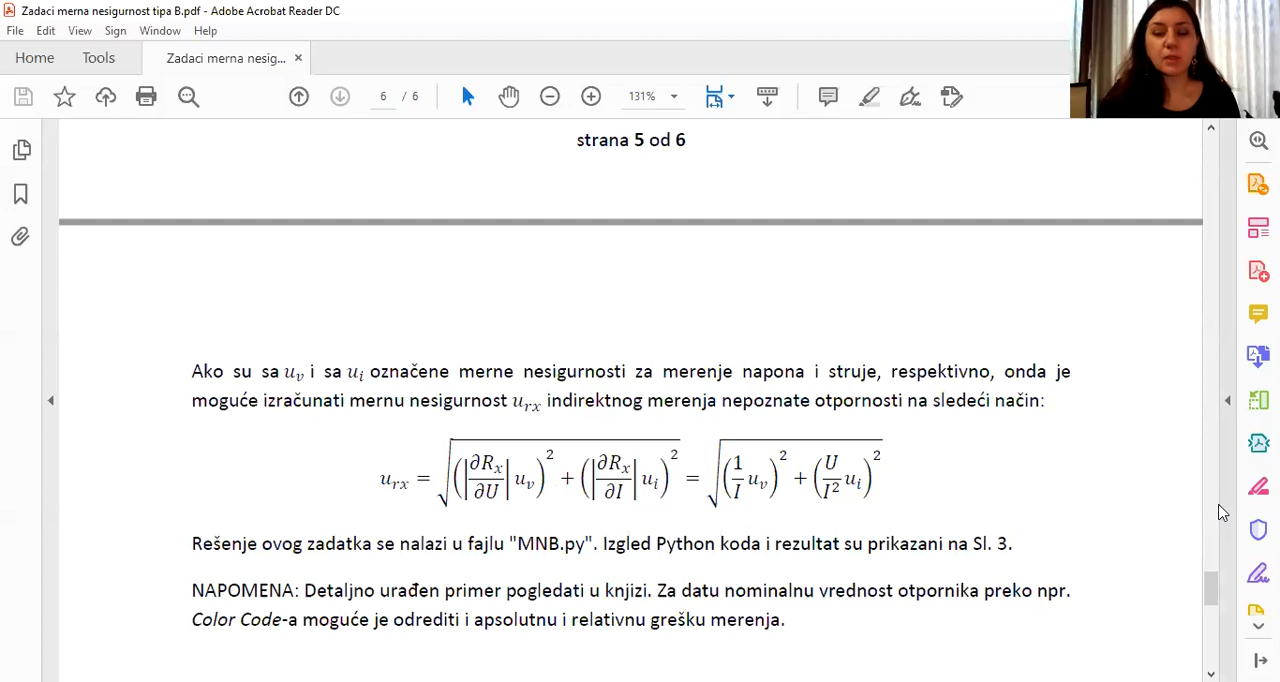 Zadaci merna nesigurnost tipa B.pdf - Adobe Acrobat Reader DC
File Edit View Sign Window Help
Home Tools Zadaci merna nesig... ×
6 / 6 131%
strana 5 od 6
Ako su sa u_v i sa u_i označene merne nesigurnosti za merenje napona i struje, respektivno, onda je
moguće izračunati mernu nesigurnost u_rx indirektnog merenja nepoznate otpornosti na sledeći način:
u_rx = √((|∂R_x/∂U| u_v)² + (|∂R_x/∂I| u_i)²) = √((1/I u_v)² + (U/I² u_i)²)
Rešenje ovog zadatka se nalazi u fajlu "MNB.py". Izgled Python koda i rezultat su prikazani na Sl. 3.
NAPOMENA: Detaljno urađen primer pogledati u knjizi. Za datu nominalnu vrednost otpornika preko npr.
Color Code-a moguće je odrediti i apsolutnu i relativnu grešku merenja.